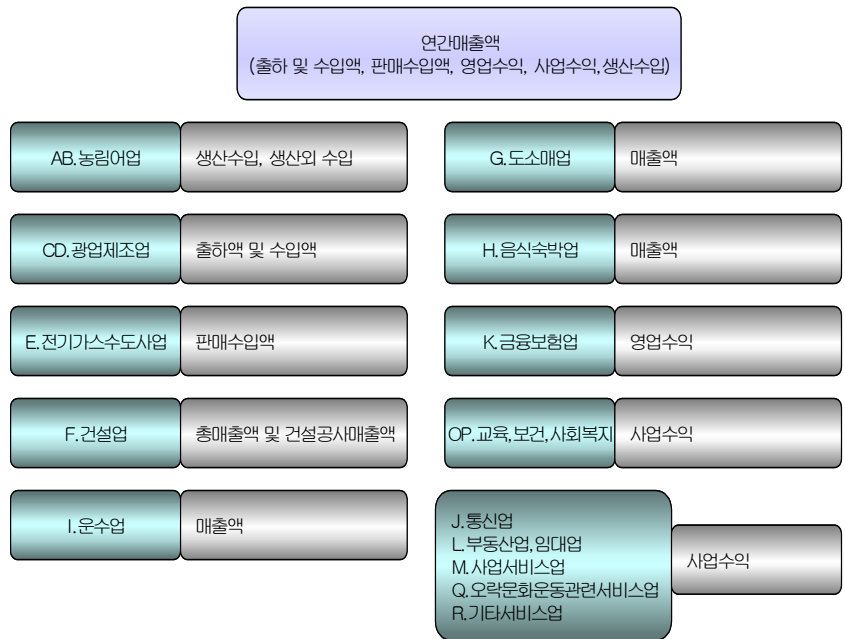 연간매출액
(출하 및 수입액, 판매수입액, 영업수익, 사업수익,생산수입)
AB.농림어업
생산수입, 생산외 수입
CD.광업제조업
출하액 및 수입액
E.전기가스수도사업
판매수입액
F.건설업
총매출액 및 건설공사매출액
I.운수업
매출액
G.도소매업
매출액
H.음식숙박업
매출액
K.금융보험업
영업수익
OP.교육,보건,사회복지
사업수익
J.통신업
L.부동산업,임대업
M.사업서비스업
Q.오락문화운동관련서비스업
R.기타서비스업
사업수익